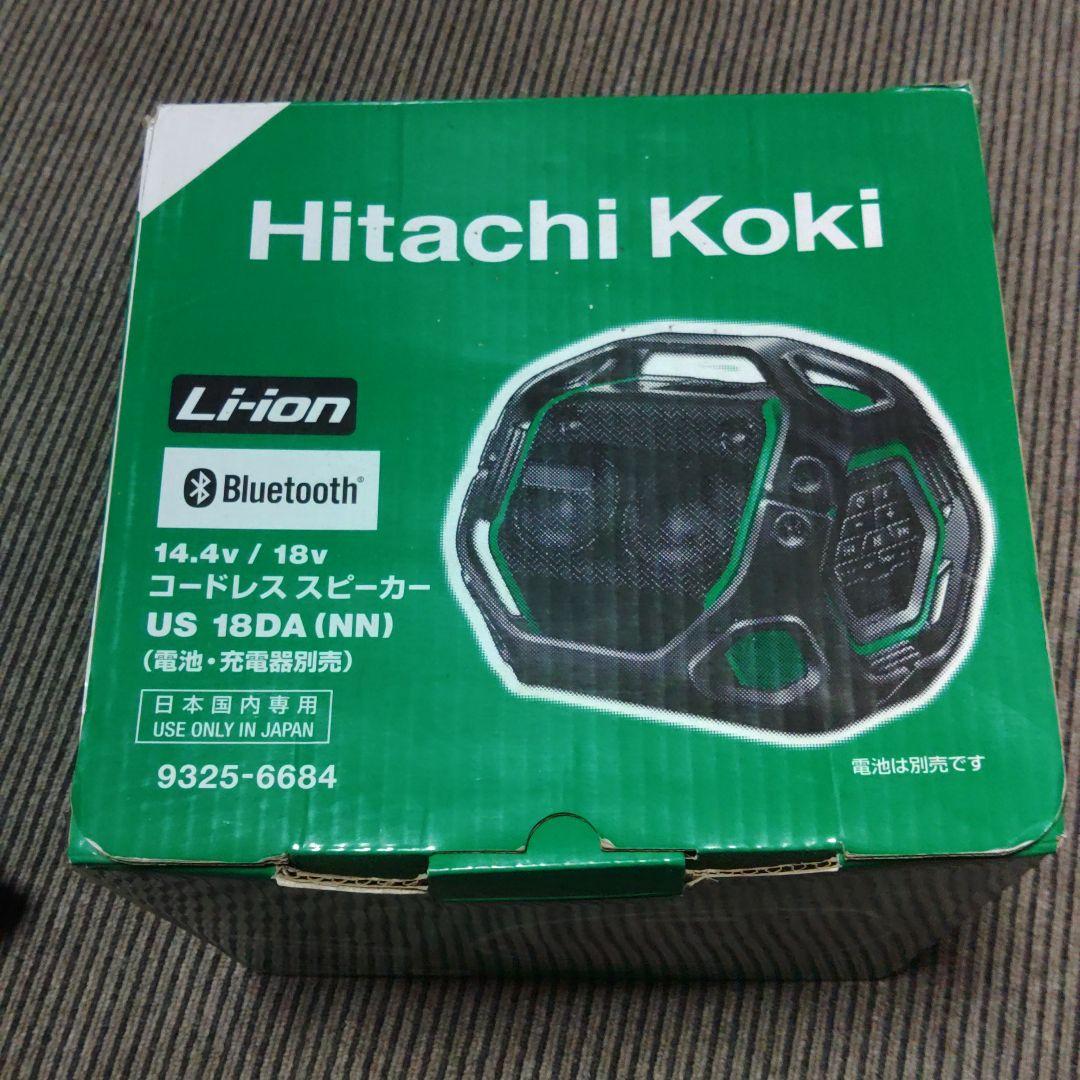 Hitachi Koki
Li-ion
Bluetooth®
14.4v / 18v
コードレス スピーカー
US 18DA (NN)
(電池・充電器別売)
日本国内専用
USE ONLY IN JAPAN
9325-6684
電池は別売です